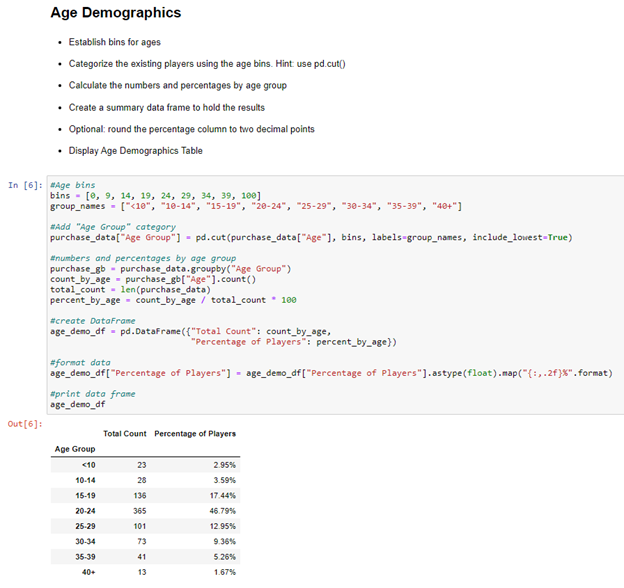 Age Demographics
• Establish bins for ages
• Categorize the existing players using the age bins. Hint: use pd.cut()
• Calculate the numbers and percentages by age group
• Create a summary data frame to hold the results
• Optional: round the percentage column to two decimal points
• Display Age Demographics Table
In [6]: #Age bins
bins = [0, 9, 14, 19, 24, 29, 34, 39, 100]
group_names = ["<10", "10-14", "15-19", "20-24", "25-29", "30-34", "35-39", "40+"]
#Add "Age Group" category
purchase_data["Age Group"] = pd.cut(purchase_data["Age"], bins, labels=group_names, include_lowest=True)
#numbers and percentages by age group
purchase_gb = purchase_data.groupby("Age Group")
count_by_age = purchase_gb["Age"].count()
total_count = len(purchase_data)
percent_by_age = count_by_age / total_count * 100
#create DataFrame
age_demo_df = pd.DataFrame({"Total Count": count_by_age,
"Percentage of Players": percent_by_age})
#format data
age_demo_df["Percentage of Players"] = age_demo_df["Percentage of Players"].astype(float).map("{:,.2f}%".format)
#print data frame
age_demo_df
Out[6]:
Total Count Percentage of Players
Age Group
<10 23 2.95%
10-14 28 3.59%
15-19 136 17.44%
20-24 365 46.79%
25-29 101 12.95%
30-34 73 9.36%
35-39 41 5.26%
40+ 13 1.67%